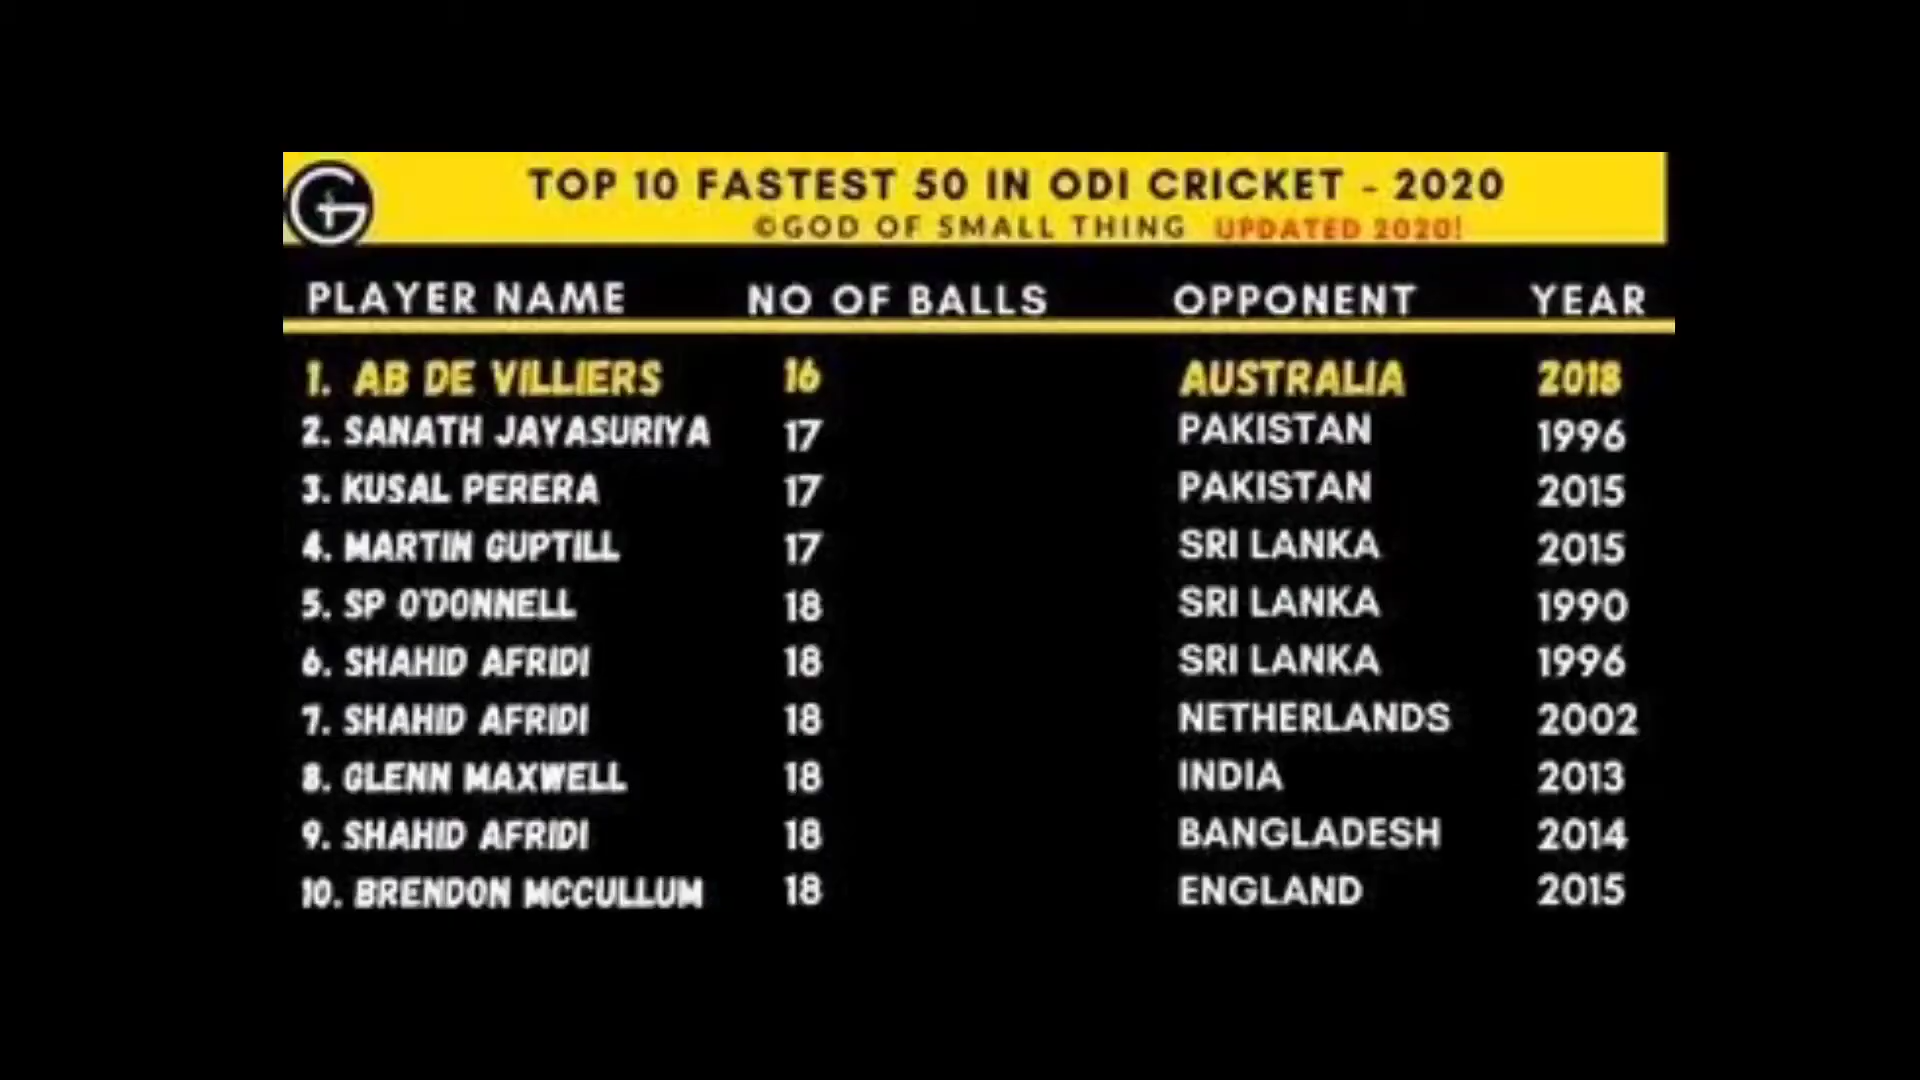 TOP 10 FASTEST 50 IN ODI CRICKET - 2020
©GOD OF SMALL THING UPDATED 2020!
PLAYER NAME NO OF BALLS OPPONENT YEAR
1. AB DE VILLIERS 16 AUSTRALIA 2018
2. SANATH JAYASURIYA 17 PAKISTAN 1996
3. KUSAL PERERA 17 PAKISTAN 2015
4. MARTIN GUPTILL 17 SRI LANKA 2015
5. SP O'DONNELL 18 SRI LANKA 1990
6. SHAHID AFRIDI 18 SRI LANKA 1996
7. SHAHID AFRIDI 18 NETHERLANDS 2002
8. GLENN MAXWELL 18 INDIA 2013
9. SHAHID AFRIDI 18 BANGLADESH 2014
10. BRENDON MCCULLUM 18 ENGLAND 2015